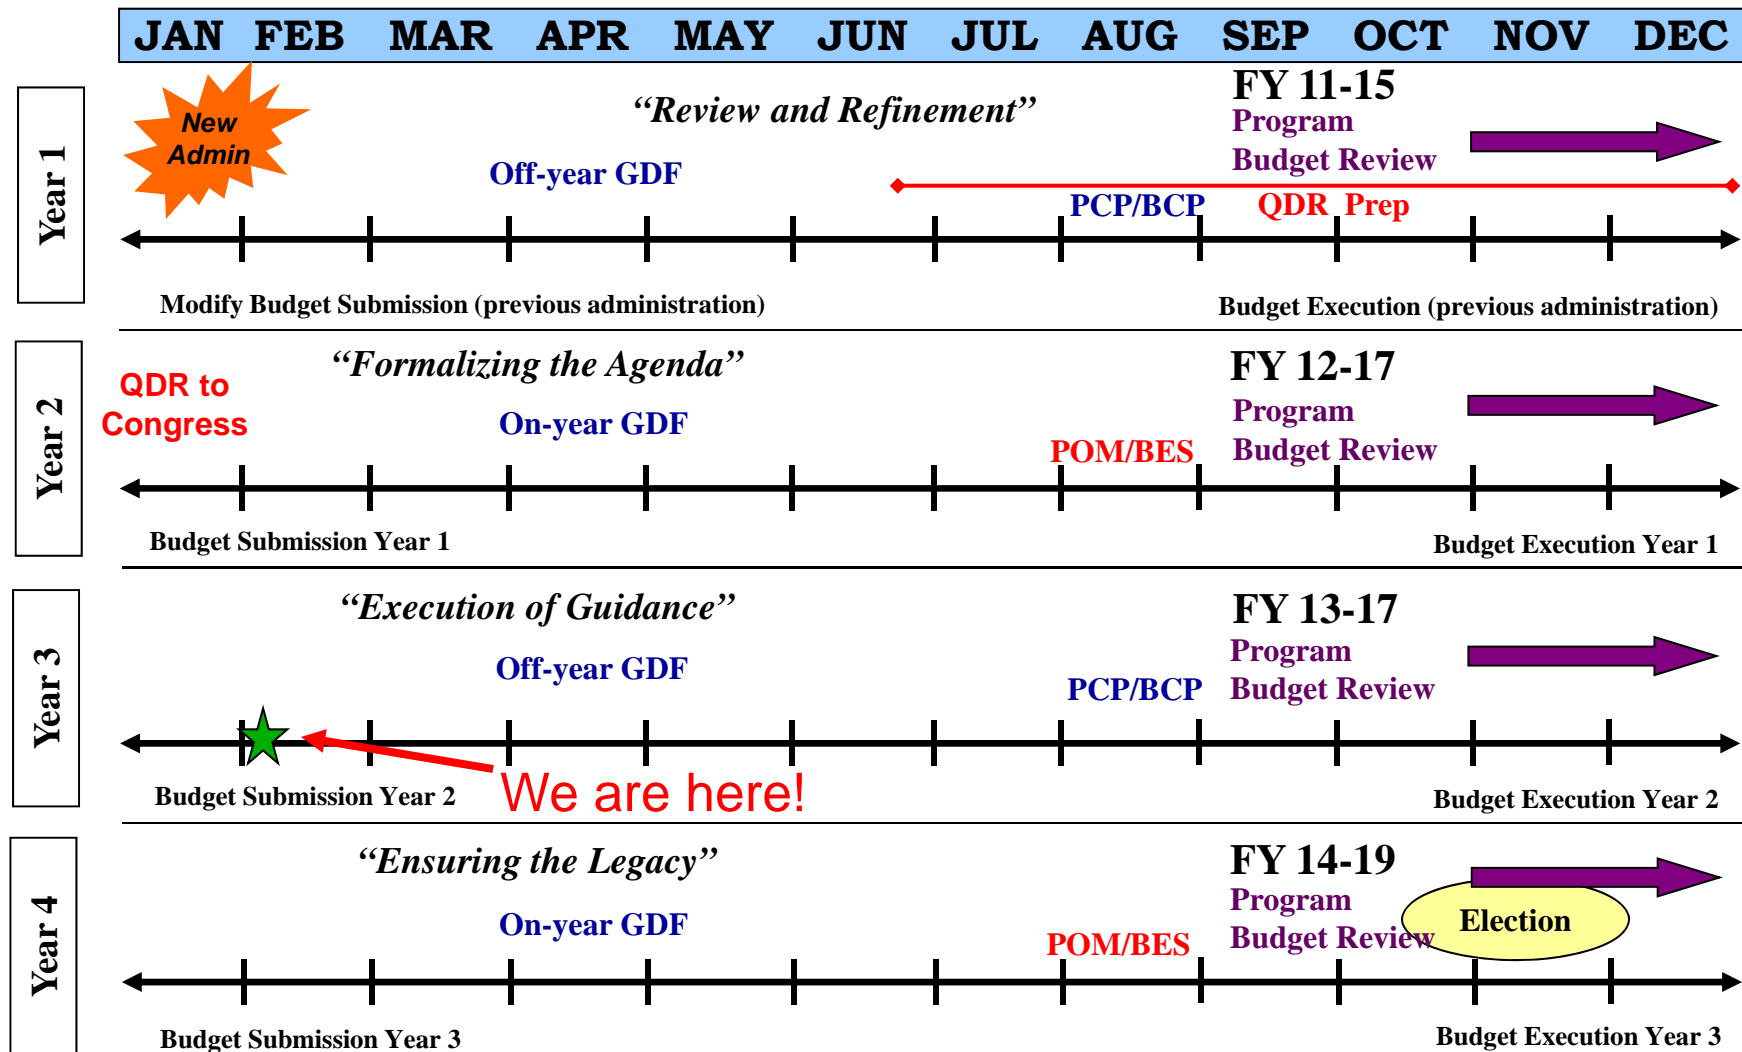 JAN FEB MAR APR MAY JUN JUL AUG SEP OCT NOV DEC
Year 1
New
Admin
“Review and Refinement”
FY 11-15
Program
Budget Review
Off-year GDF
PCP/BCP
QDR Prep
Modify Budget Submission (previous administration)
Budget Execution (previous administration)
Year 2
QDR to
Congress
“Formalizing the Agenda”
FY 12-17
Program
Budget Review
On-year GDF
POM/BES
Budget Submission Year 1
Budget Execution Year 1
Year 3
“Execution of Guidance”
FY 13-17
Program
Budget Review
Off-year GDF
PCP/BCP
We are here!
Budget Submission Year 2
Budget Execution Year 2
Year 4
“Ensuring the Legacy”
FY 14-19
Program
Budget Review
Election
On-year GDF
POM/BES
Budget Submission Year 3
Budget Execution Year 3